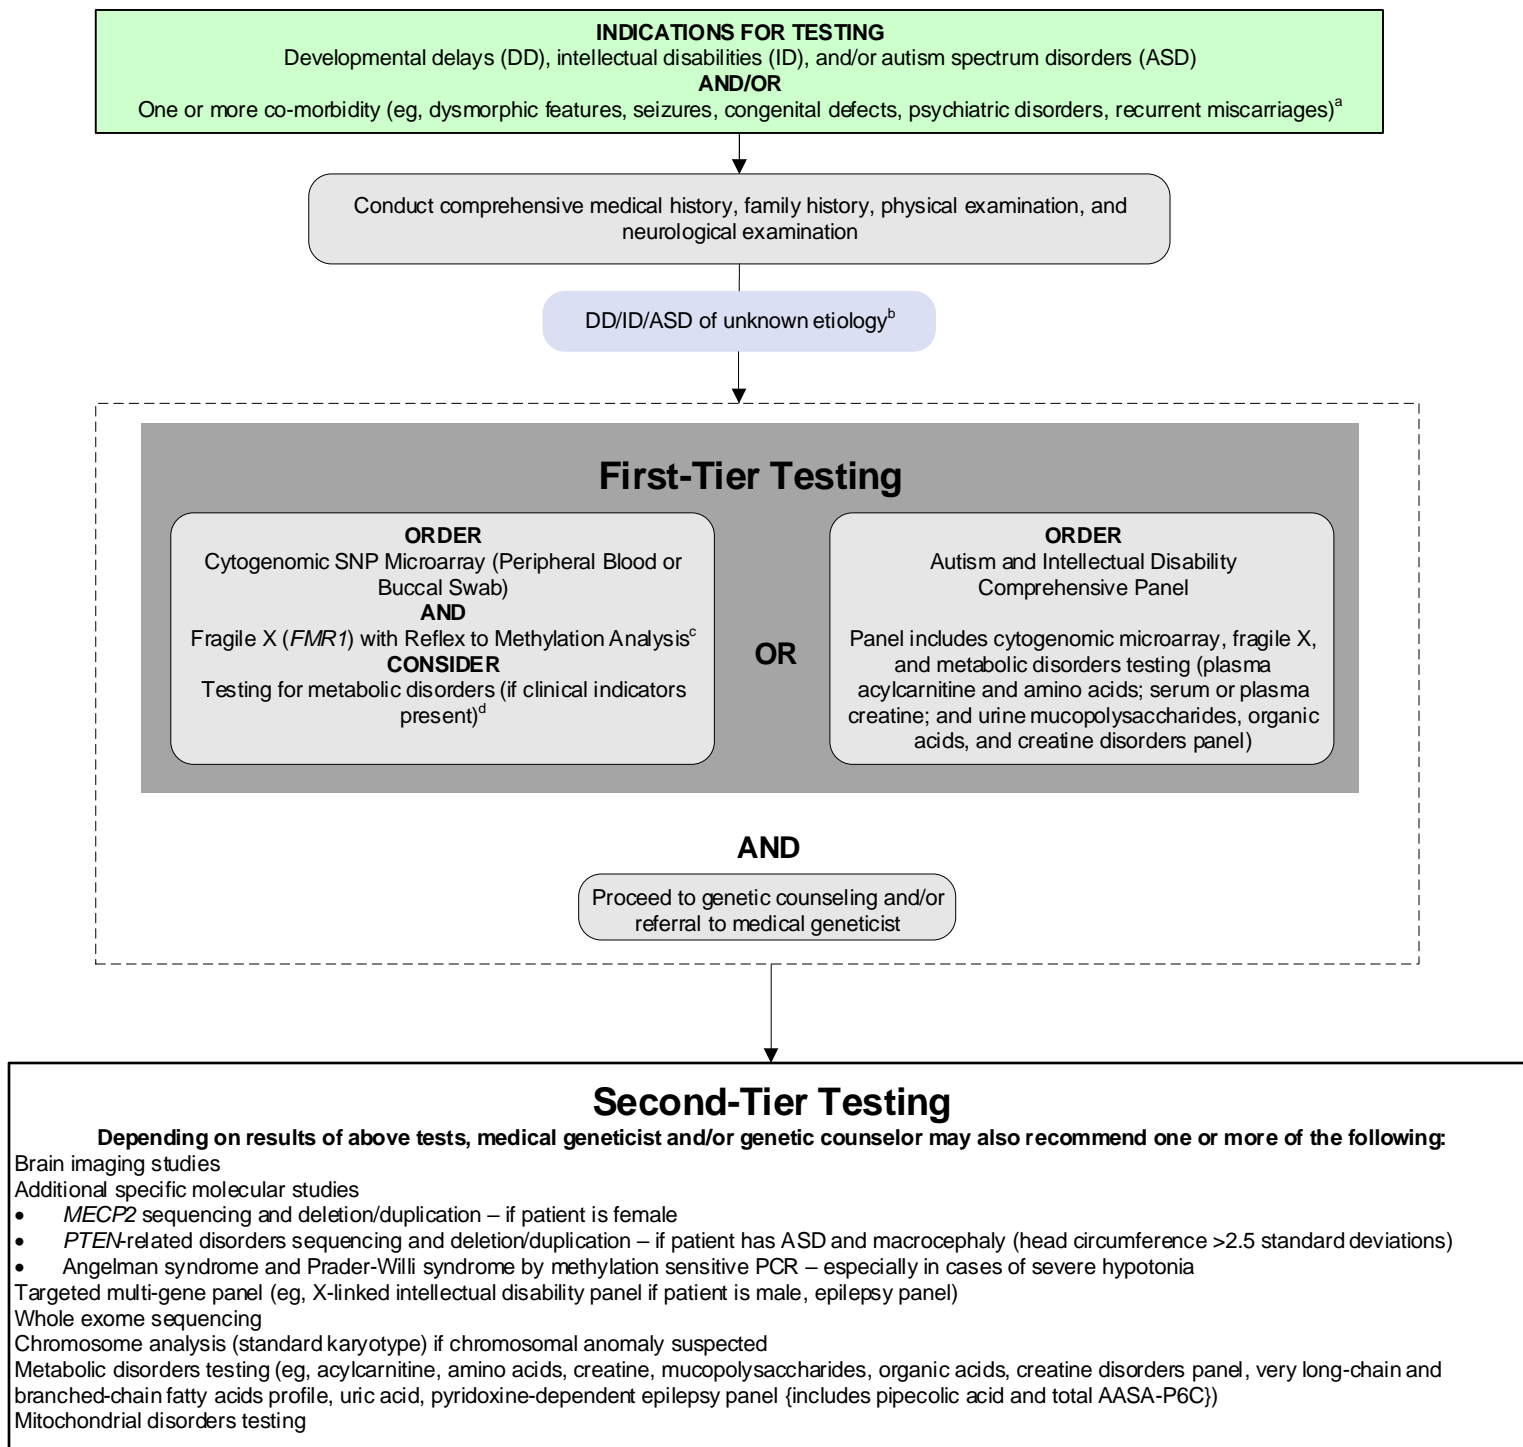 INDICATIONS FOR TESTING
Developmental delays (DD), intellectual disabilities (ID), and/or autism spectrum disorders (ASD)
AND/OR
One or more co-morbidity (eg, dysmorphic features, seizures, congenital defects, psychiatric disorders, recurrent miscarriages)a
Conduct comprehensive medical history, family history, physical examination, and
neurological examination
DD/ID/ASD of unknown etiologyb
First-Tier Testing
ORDER
Cytogenomic SNP Microarray (Peripheral Blood or
Buccal Swab)
AND
Fragile X (FMR1) with Reflex to Methylation Analysisc
CONSIDER
Testing for metabolic disorders (if clinical indicators
present)d
OR
ORDER
Autism and Intellectual Disability
Comprehensive Panel
Panel includes cytogenomic microarray, fragile X,
and metabolic disorders testing (plasma
acylcarnitine and amino acids; serum or plasma
creatine; and urine mucopolysaccharides, organic
acids, and creatine disorders panel)
AND
Proceed to genetic counseling and/or
referral to medical geneticist
Second-Tier Testing
Depending on results of above tests, medical geneticist and/or genetic counselor may also recommend one or more of the following:
Brain imaging studies
Additional specific molecular studies
• MECP2 sequencing and deletion/duplication – if patient is female
• PTEN-related disorders sequencing and deletion/duplication – if patient has ASD and macrocephaly (head circumference >2.5 standard deviations)
• Angelman syndrome and Prader-Willi syndrome by methylation sensitive PCR – especially in cases of severe hypotonia
Targeted multi-gene panel (eg, X-linked intellectual disability panel if patient is male, epilepsy panel)
Whole exome sequencing
Chromosome analysis (standard karyotype) if chromosomal anomaly suspected
Metabolic disorders testing (eg, acylcarnitine, amino acids, creatine, mucopolysaccharides, organic acids, creatine disorders panel, very long-chain and
branched-chain fatty acids profile, uric acid, pyridoxine-dependent epilepsy panel {includes pipecolic acid and total AASA-P6C})
Mitochondrial disorders testing